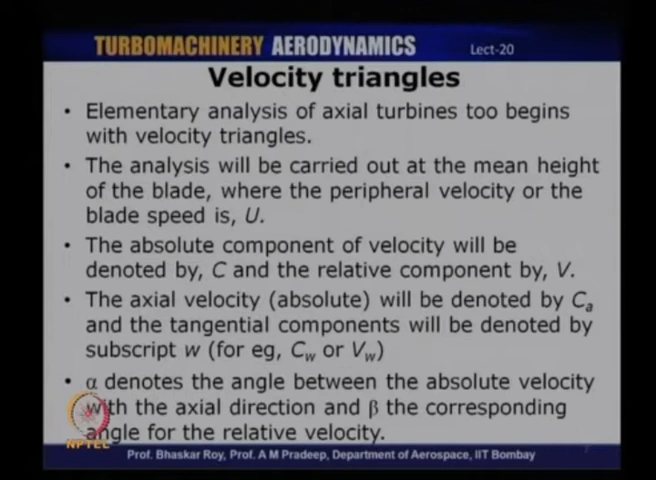 TURBOMACHINERY AERODYNAMICS Lect-20
Velocity triangles
• Elementary analysis of axial turbines too begins
with velocity triangles.
• The analysis will be carried out at the mean height
of the blade, where the peripheral velocity or the
blade speed is, U.
• The absolute component of velocity will be
denoted by, C and the relative component by, V.
• The axial velocity (absolute) will be denoted by Ca
and the tangential components will be denoted by
subscript w (for eg, Cw or Vw)
• α denotes the angle between the absolute velocity
with the axial direction and β the corresponding
angle for the relative velocity.
NPTEL
Prof. Bhaskar Roy, Prof. A M Pradeep, Department of Aerospace, IIT Bombay